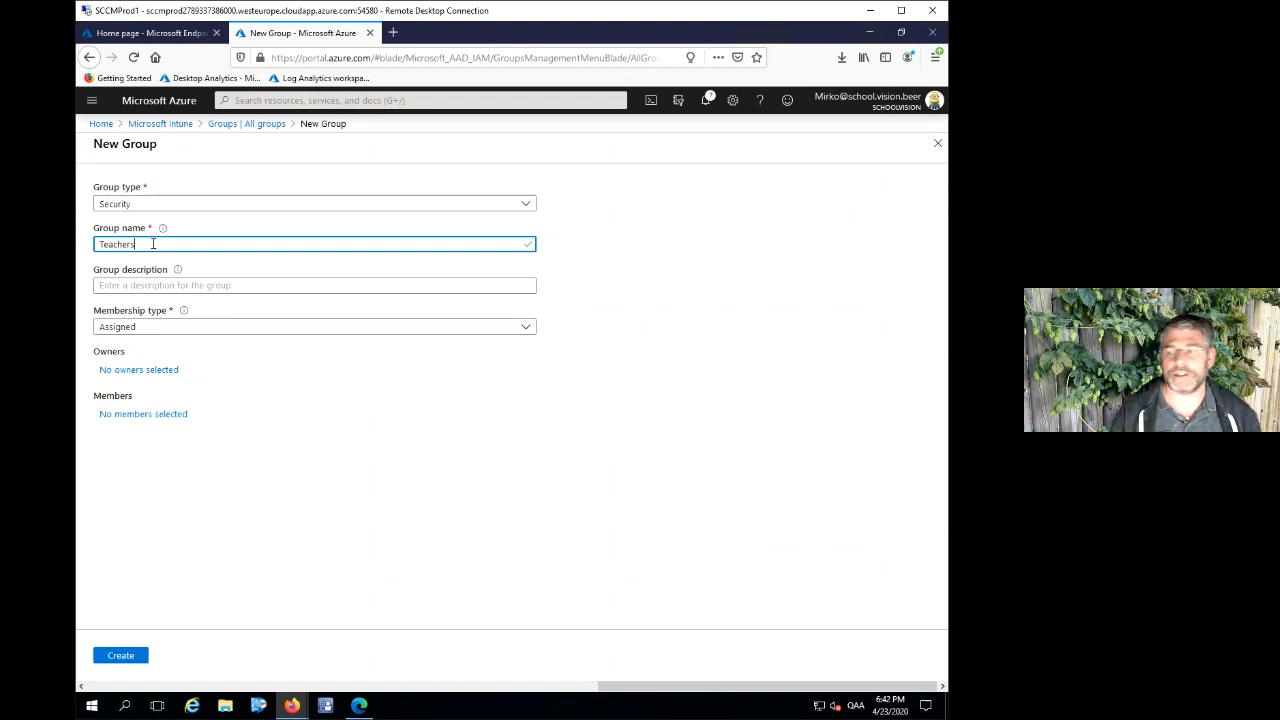 SCCMProd1 - sccmprod2789337386000.westeurope.cloudapp.azure.com:54580 - Remote Desktop Connection
Home page - Microsoft Endpoi
New Group - Microsoft Azure
https://portal.azure.com/#blade/Microsoft_AAD_IAM/GroupsManagementMenuBlade/AllGro
Getting Started
Desktop Analytics - Mi...
Log Analytics workspa...
Microsoft Azure
Search resources, services, and docs (G+/)
Mirko@school.vision.beer
SCHOOLVISION
Home > Microsoft Intune > Groups | All groups > New Group
New Group
Group type *
Security
Group name *
Teachers
Group description
Enter a description for the group
Membership type *
Assigned
Owners
No owners selected
Members
No members selected
Create
QAA
6:42 PM
4/23/2020